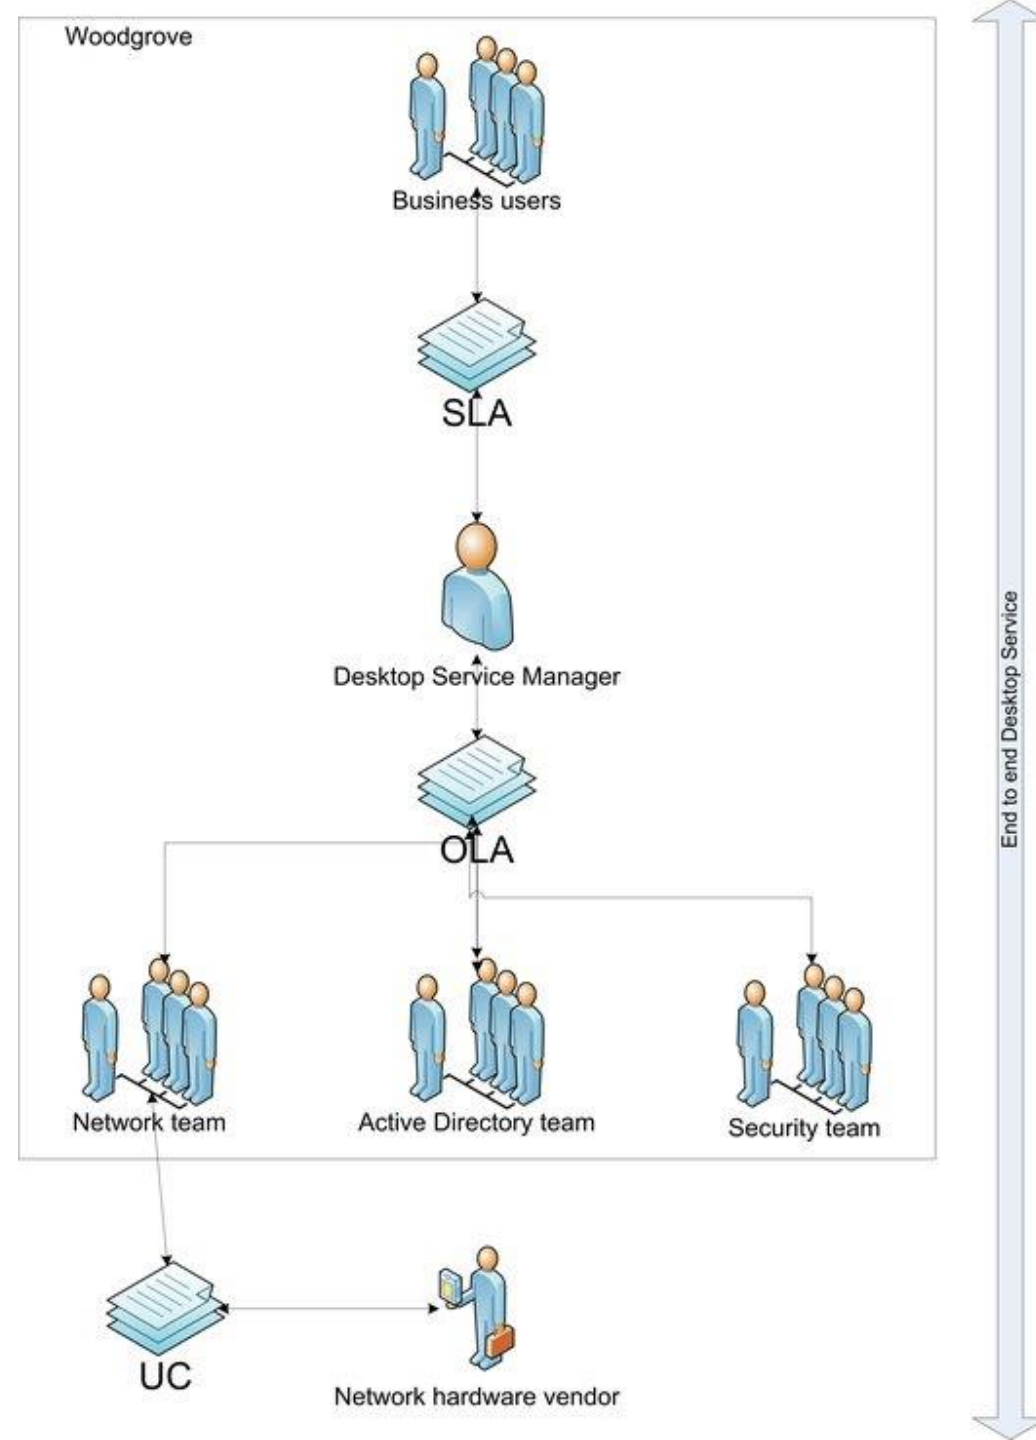 Woodgrove
Business users
SLA
Desktop Service Manager
OLA
Network team
Active Directory team
Security team
UC
Network hardware vendor
End to end Desktop Service